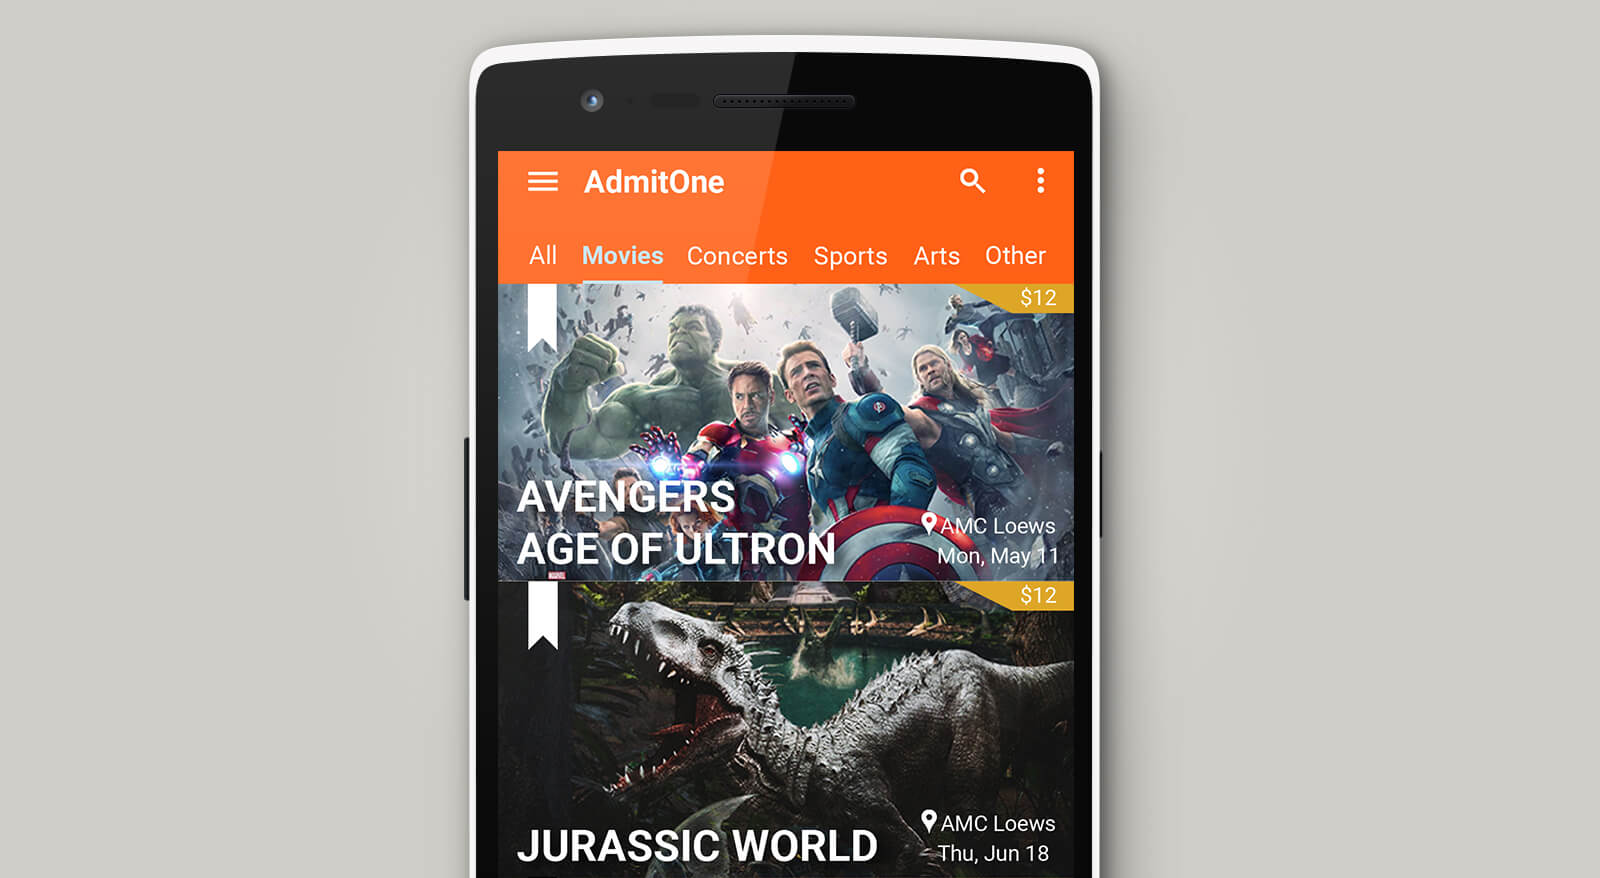 AdmitOne
All Movies Concerts Sports Arts Other
$12
AVENGERS
AGE OF ULTRON
AMC Loews
Mon, May 11
MARVEL
$12
JURASSIC WORLD
AMC Loews
Thu, Jun 18